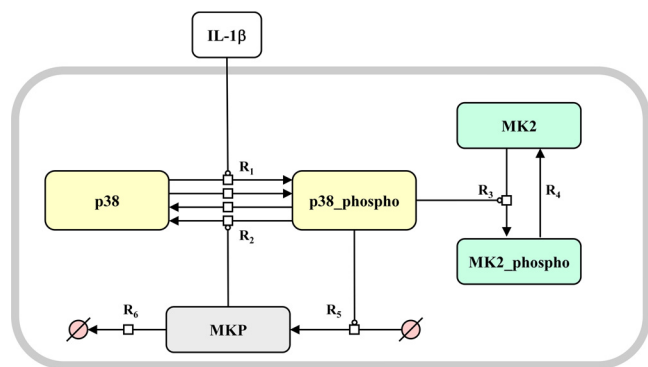 IL-1β
MK2
R1
p38
p38_phospho
R3
R4
R2
MK2_phospho
R6
MKP
R5